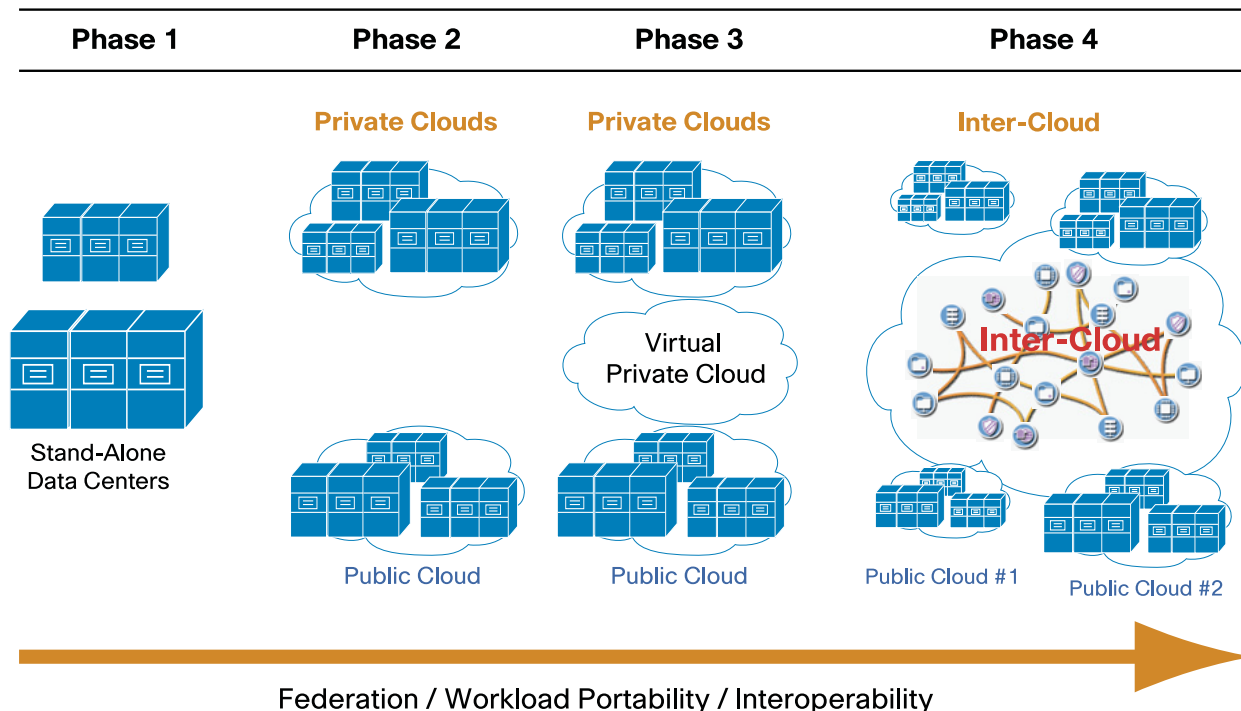 Phase 1
Phase 2
Phase 3
Phase 4
Private Clouds
Private Clouds
Inter-Cloud
Stand-Alone
Data Centers
Virtual
Private Cloud
Inter-Cloud
Public Cloud
Public Cloud
Public Cloud #1
Public Cloud #2
Federation / Workload Portability / Interoperability